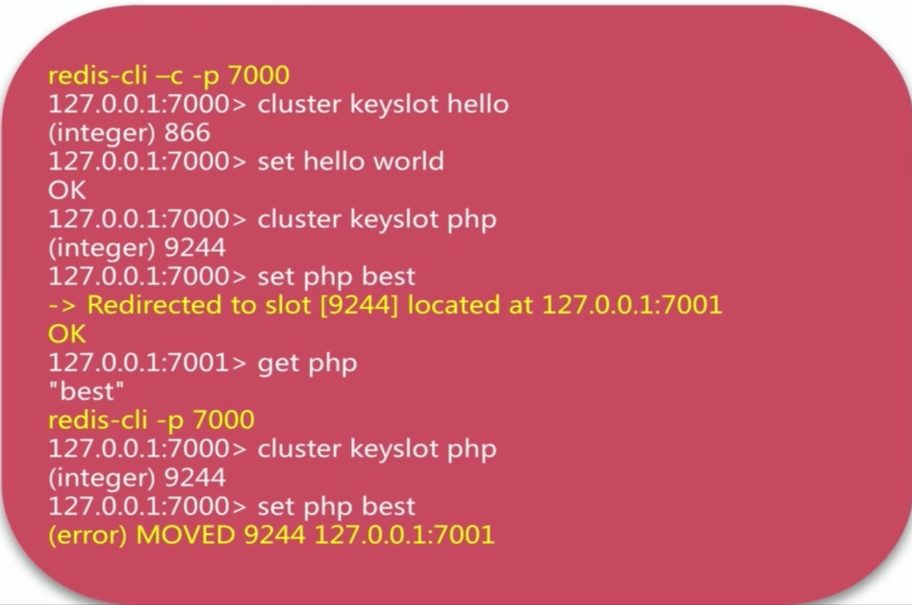 redis-cli –c -p 7000
127.0.0.1:7000> cluster keyslot hello
(integer) 866
127.0.0.1:7000> set hello world
OK
127.0.0.1:7000> cluster keyslot php
(integer) 9244
127.0.0.1:7000> set php best
-> Redirected to slot [9244] located at 127.0.0.1:7001
OK
127.0.0.1:7001> get php
"best"
redis-cli -p 7000
127.0.0.1:7000> cluster keyslot php
(integer) 9244
127.0.0.1:7000> set php best
(error) MOVED 9244 127.0.0.1:7001